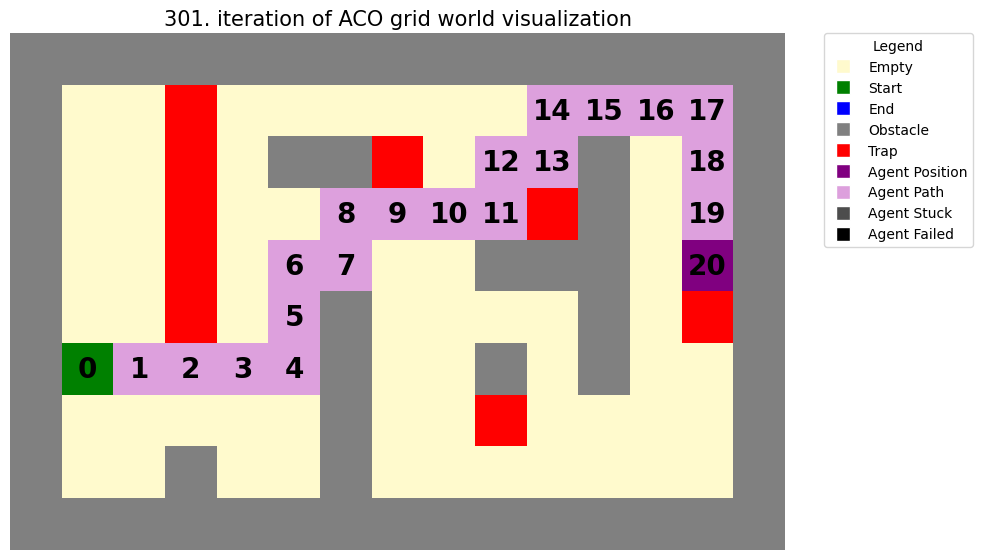 301. iteration of ACO grid world visualization
Legend
Empty
Start
End
Obstacle
Trap
Agent Position
Agent Path
Agent Stuck
Agent Failed
14 15 16 17
12 13 18
8 9 10 11 19
6 7 20
5
0 1 2 3 4